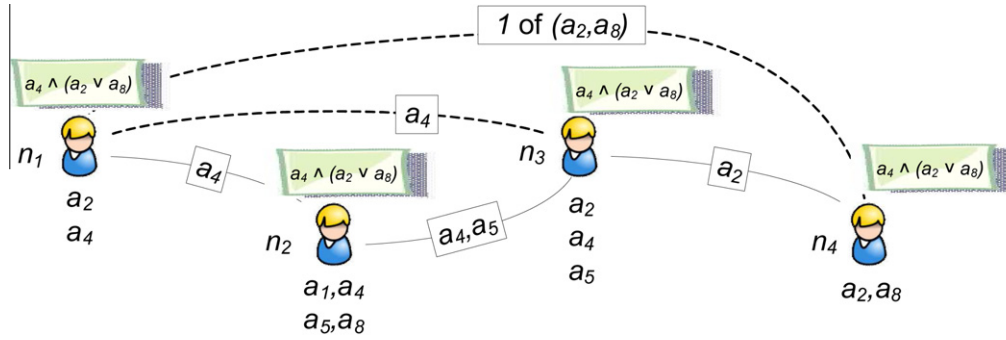 1 of (a2,a8)
a4 ∧ (a2 ∨ a8)
a4 ∧ (a2 ∨ a8)
a4
n1
n3
a4
a4 ∧ (a2 ∨ a8)
a2
a4 ∧ (a2 ∨ a8)
a2
a4
n2
a4,a5
a2
a4
a5
n4
a1,a4
a5,a8
a2,a8